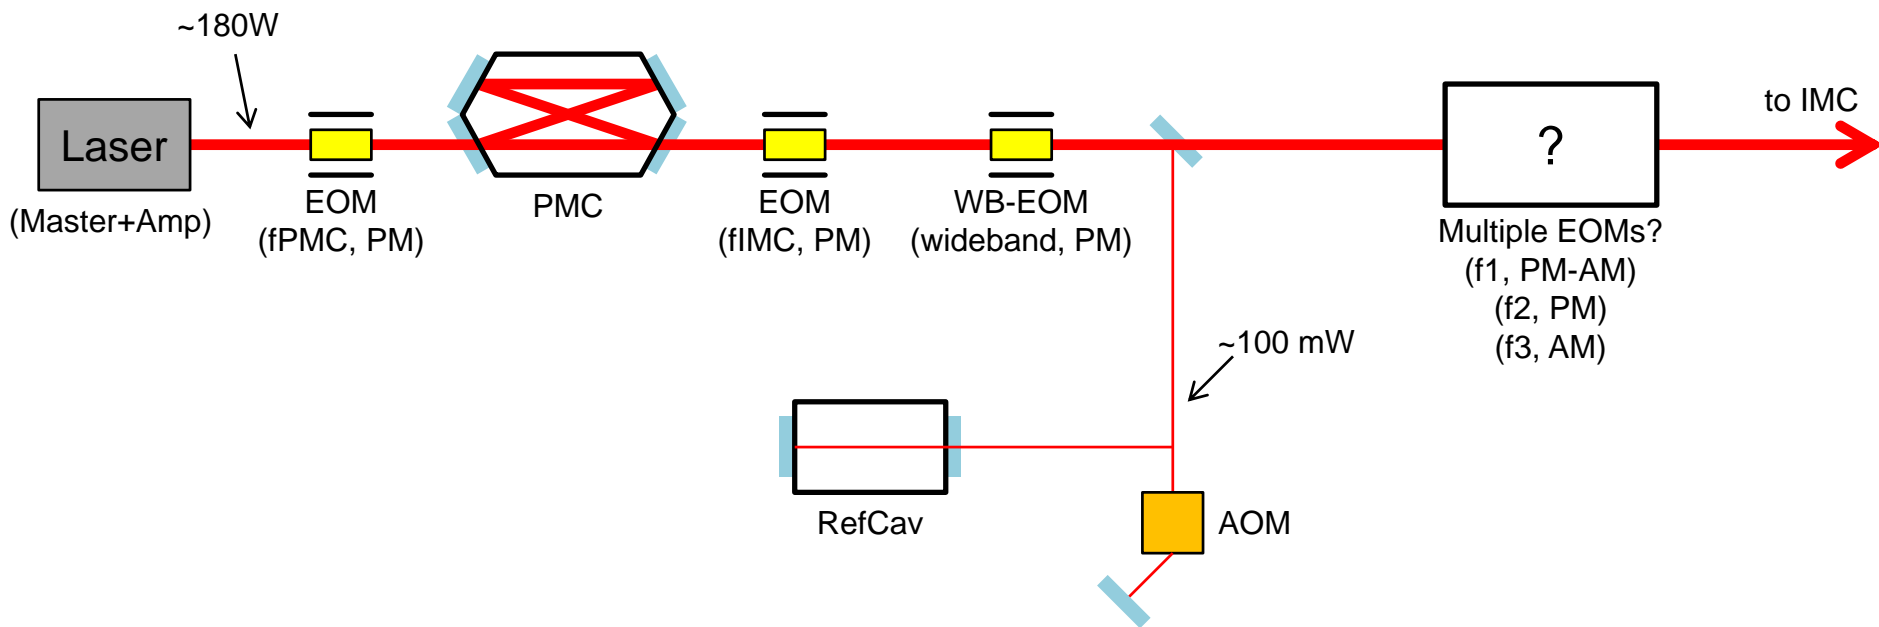 ~180W
Laser
(Master+Amp)
EOM
(fPMC, PM)
PMC
EOM
(fIMC, PM)
WB-EOM
(wideband, PM)
?
to IMC
Multiple EOMs?
(f1, PM-AM)
(f2, PM)
(f3, AM)
~100 mW
RefCav
AOM